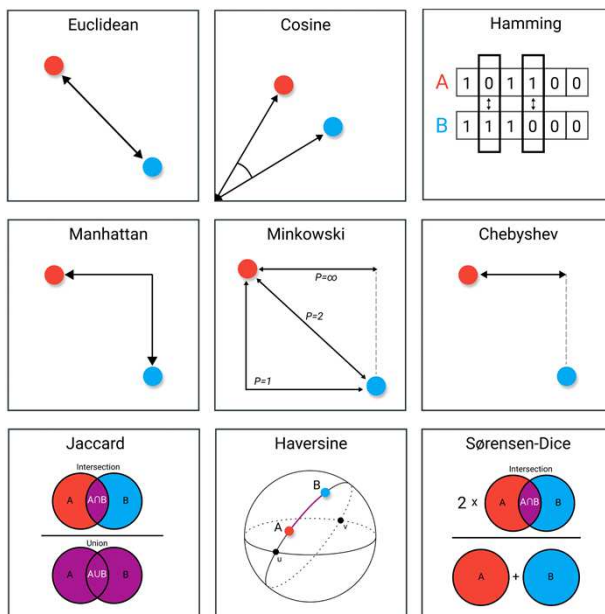 Euclidean
Cosine
Hamming
A 1 0 1 1 0 0
B 1 1 1 0 0 0
Manhattan
Minkowski
P=∞
P=2
P=1
Chebyshev
Jaccard
Intersection
A A∩B B
Union
A A∪B B
Haversine
B
A
V
U
Sørensen-Dice
Intersection
2 x A A∩B B
A + B